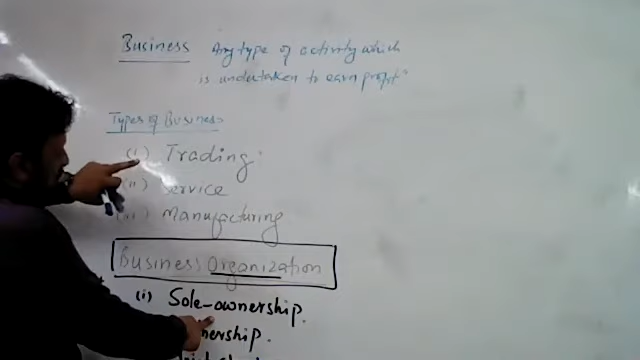 Business Any type of activity which
is undertaken to earn profit"
Types of Business
(i) Trading:
(ii) Service
(iii) Manufacturing
Business Organization
(i) Sole-ownership.
nership.